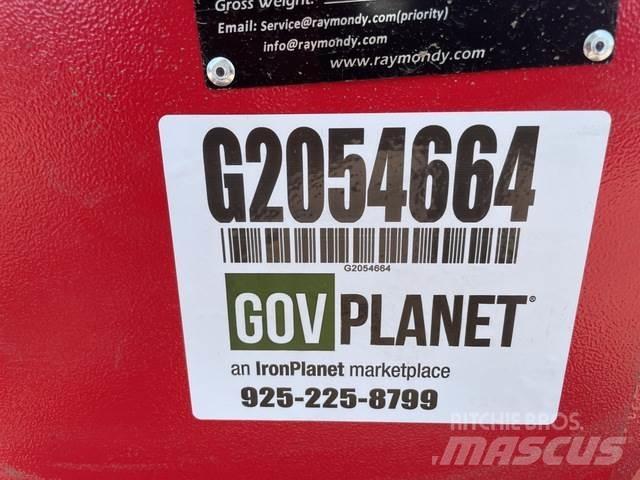 Gross Weight:
Email: Service@raymondy.com(priority)
info@raymondy.com
www.raymondy.com
G2054664
G2054664
GOV PLANET®
an IronPlanet marketplace
925-225-8799
RITCHIE BROS.
MASCUS